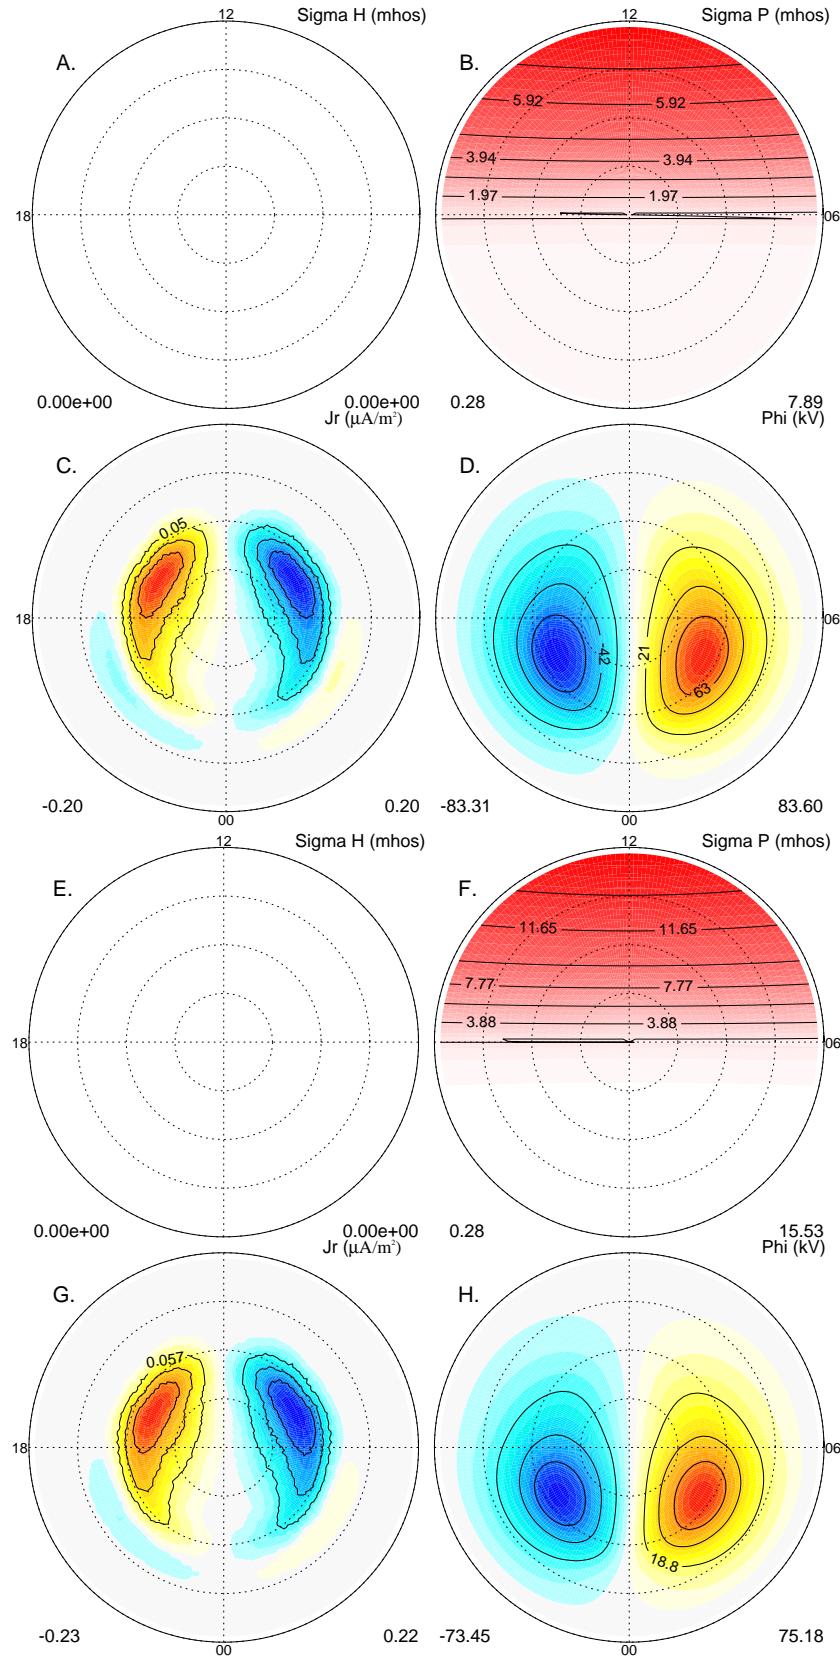 12 Sigma H (mhos) 12 Sigma P (mhos)
A. B.
5.92 5.92
3.94 3.94
1.97 1.97
18 06
0.00e+00 0.00e+00 0.28 7.89
Jr (μA/m²) Phi (kV)
C. D.
0.05
18 -42 21 06
63
-0.20 0.20 -83.31 83.60
00 00
12 Sigma H (mhos) 12 Sigma P (mhos)
E. F.
11.65 11.65
7.77 7.77
3.88 3.88
18 06
0.00e+00 0.00e+00 0.28 15.53
Jr (μA/m²) Phi (kV)
G. H.
0.057
18 06
18.8
-0.23 0.22 -73.45 75.18
00 00